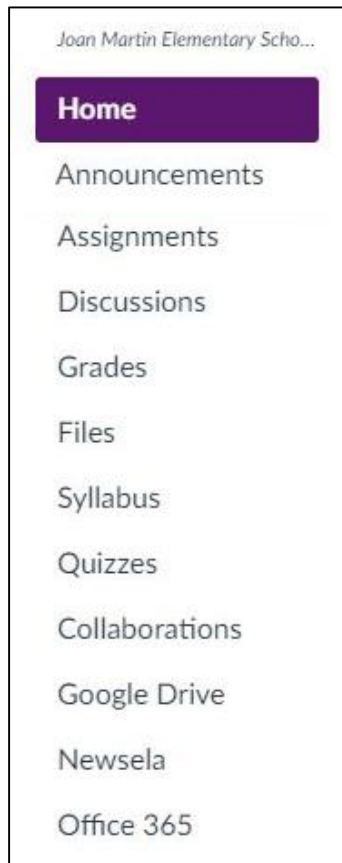 Joan Martin Elementary Scho...
Home
Announcements
Assignments
Discussions
Grades
Files
Syllabus
Quizzes
Collaborations
Google Drive
Newsela
Office 365